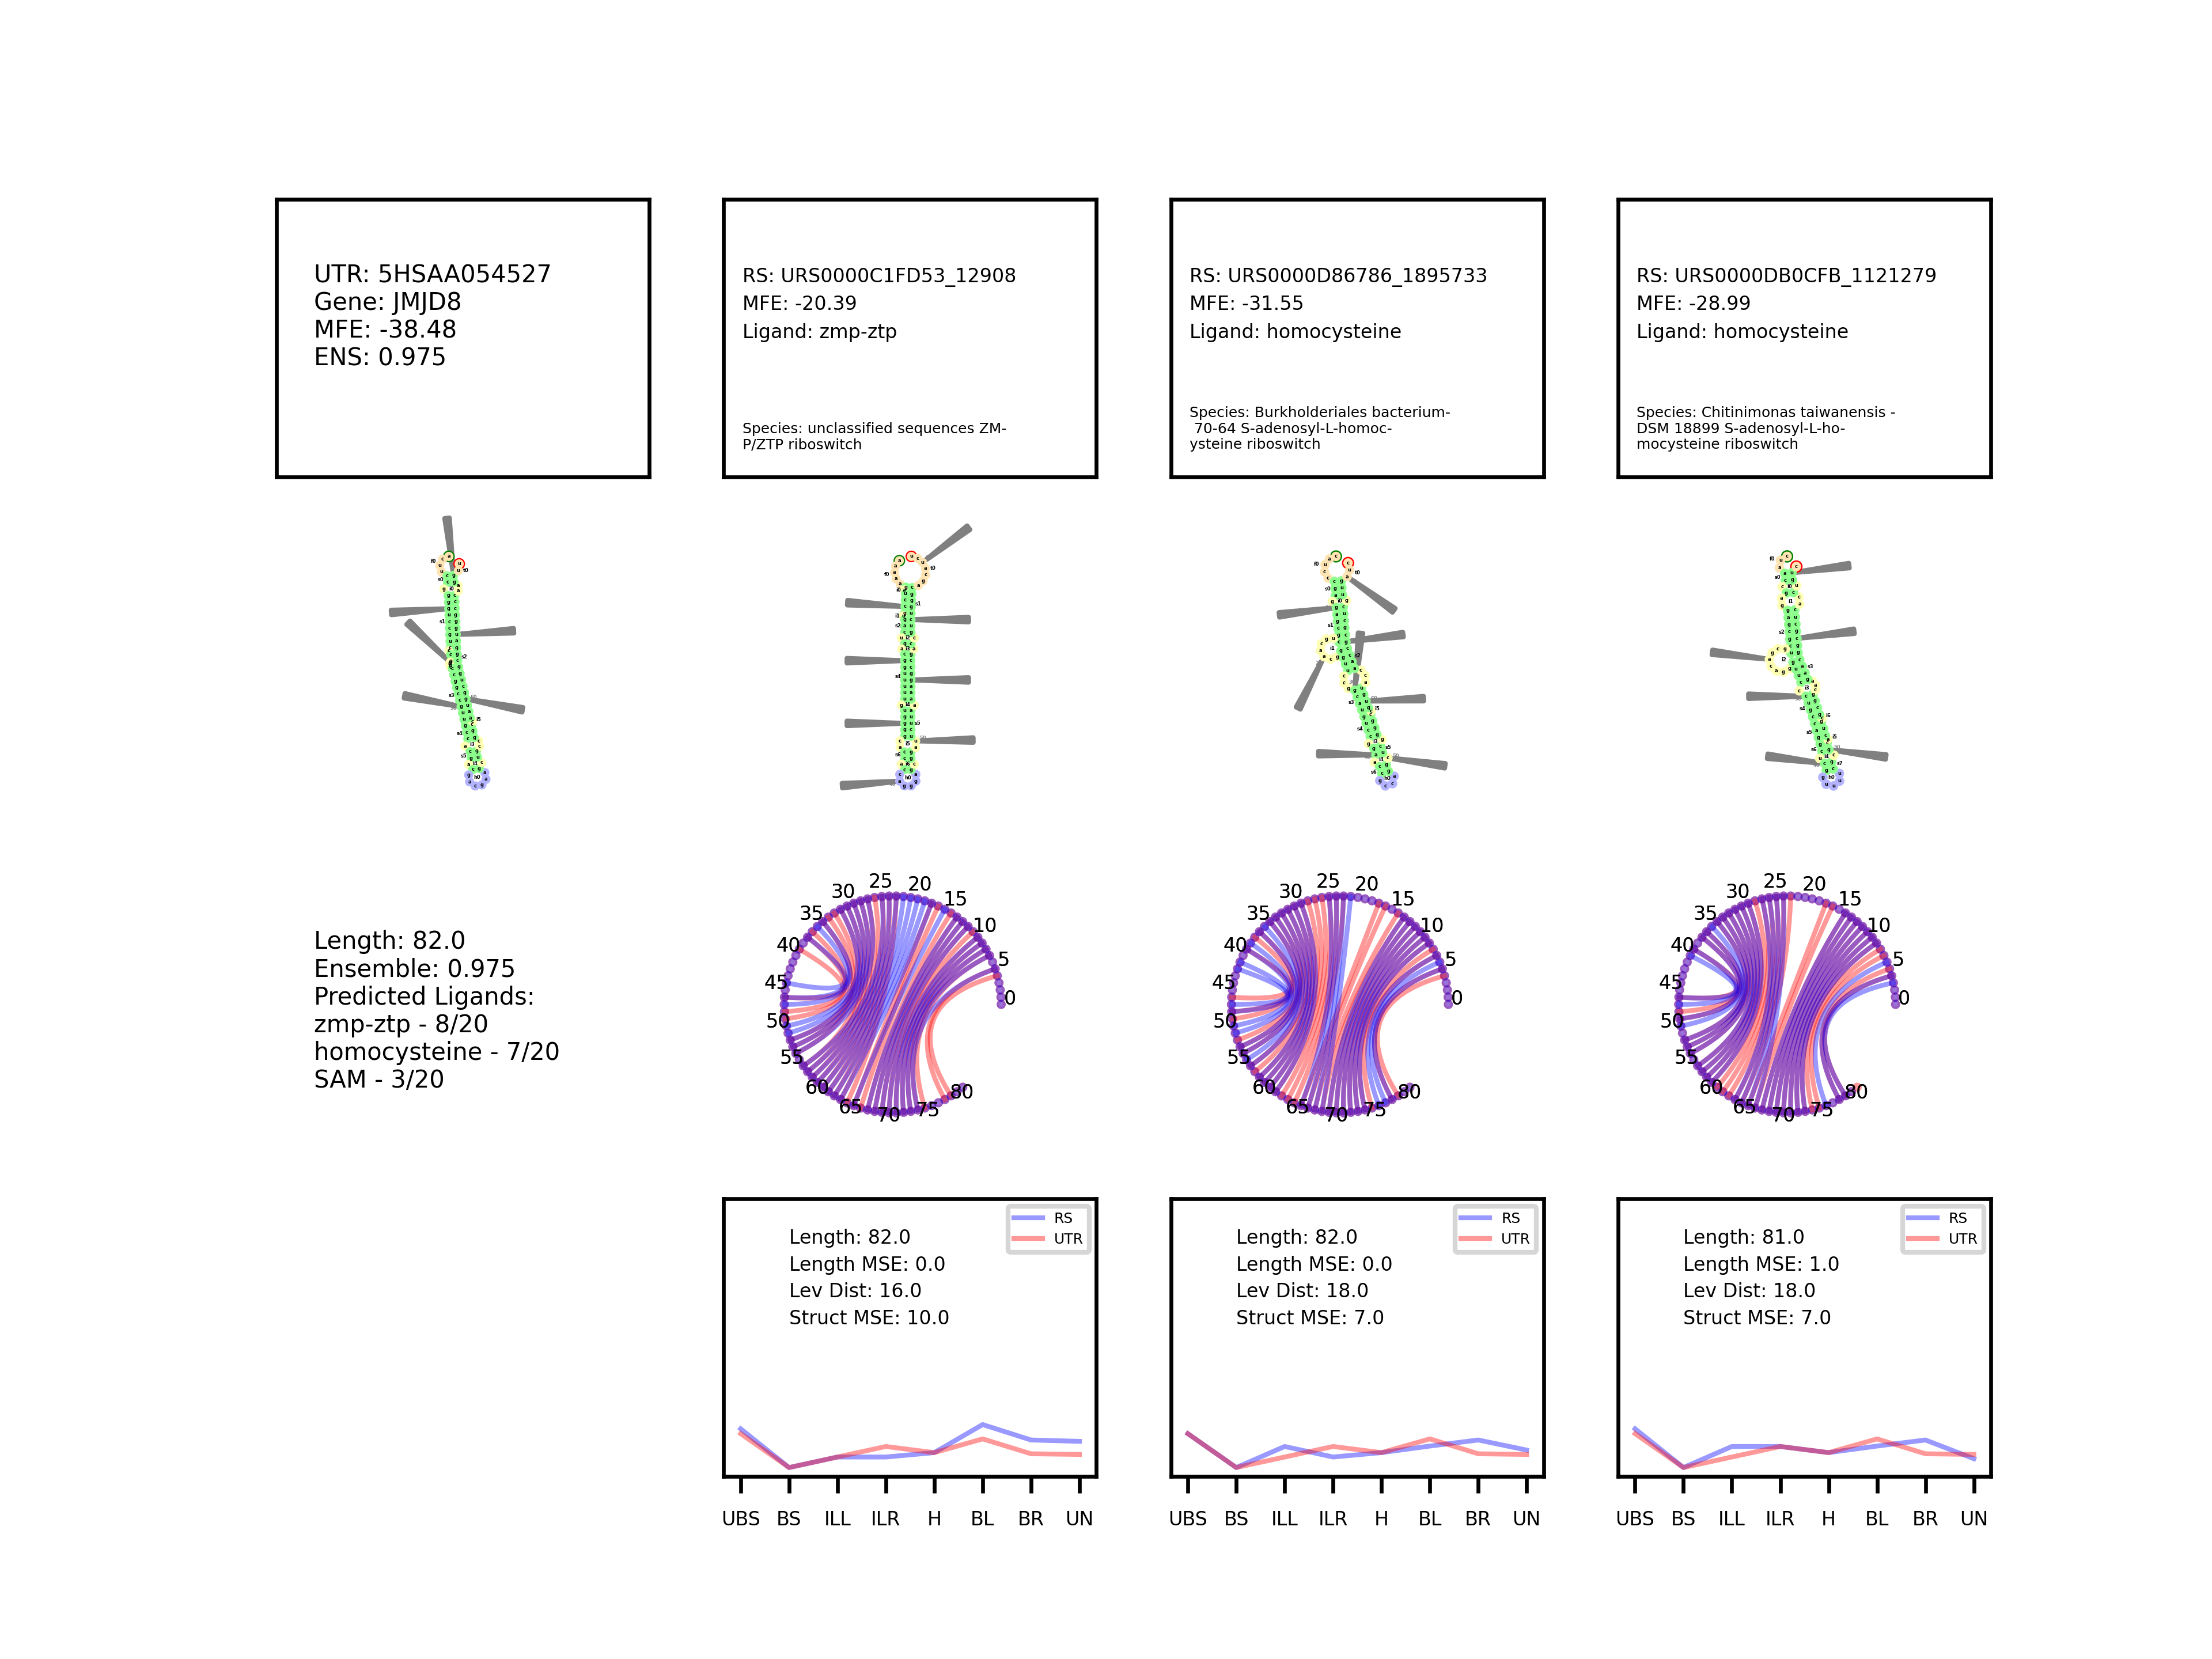 UTR: 5HSAA054527
Gene: JMJD8
MFE: -38.48
ENS: 0.975
RS: URS0000C1FD53_12908
MFE: -20.39
Ligand: zmp-ztp
Species: unclassified sequences ZM-
P/ZTP riboswitch
RS: URS0000D86786_1895733
MFE: -31.55
Ligand: homocysteine
Species: Burkholderiales bacterium-
70-64 S-adenosyl-L-homoc-
ysteine riboswitch
RS: URS0000DB0CFB_1121279
MFE: -28.99
Ligand: homocysteine
Species: Chitinimonas taiwanensis -
DSM 18899 S-adenosyl-L-ho-
mocysteine riboswitch
Length: 82.0
Ensemble: 0.975
Predicted Ligands:
zmp-ztp - 8/20
homocysteine - 7/20
SAM - 3/20
0
5
10
15
20
25
30
35
40
45
50
55
60
65
70
75
80
0
5
10
15
20
25
30
35
40
45
50
55
60
65
70
75
80
0
5
10
15
20
25
30
35
40
45
50
55
60
65
70
75
80
RS
UTR
Length: 82.0
Length MSE: 0.0
Lev Dist: 16.0
Struct MSE: 10.0
UBS BS ILL ILR H BL BR UN
RS
UTR
Length: 82.0
Length MSE: 0.0
Lev Dist: 18.0
Struct MSE: 7.0
UBS BS ILL ILR H BL BR UN
RS
UTR
Length: 81.0
Length MSE: 1.0
Lev Dist: 18.0
Struct MSE: 7.0
UBS BS ILL ILR H BL BR UN